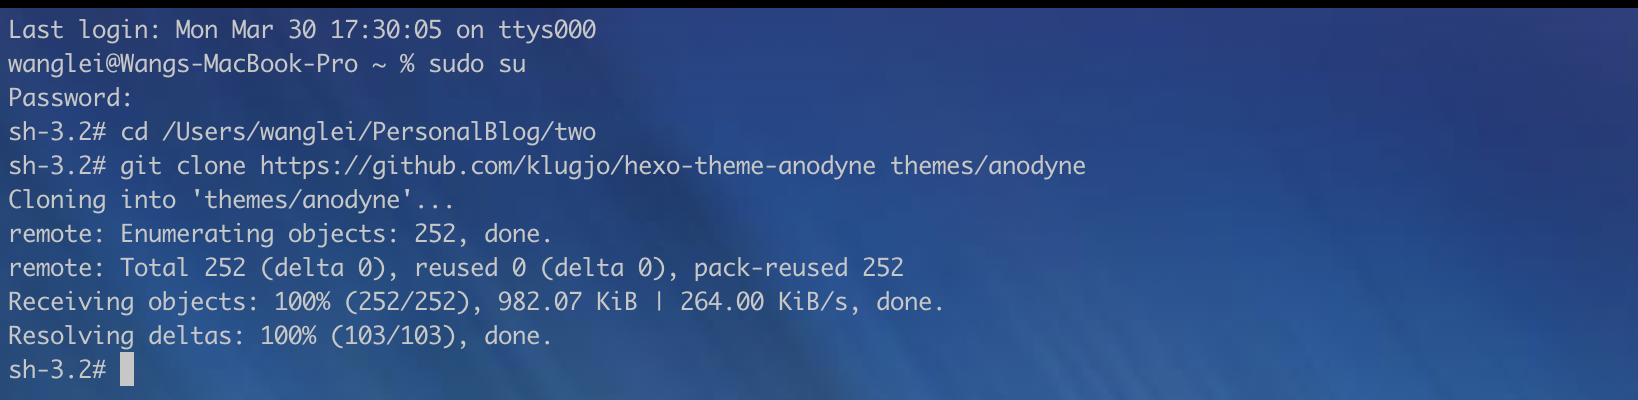 Last login: Mon Mar 30 17:30:05 on ttys000
wanglei@Wangs-MacBook-Pro ~ % sudo su
Password:
sh-3.2# cd /Users/wanglei/PersonalBlog/two
sh-3.2# git clone https://github.com/klugjo/hexo-theme-anodyne themes/anodyne
Cloning into 'themes/anodyne'...
remote: Enumerating objects: 252, done.
remote: Total 252 (delta 0), reused 0 (delta 0), pack-reused 252
Receiving objects: 100% (252/252), 982.07 KiB | 264.00 KiB/s, done.
Resolving deltas: 100% (103/103), done.
sh-3.2#